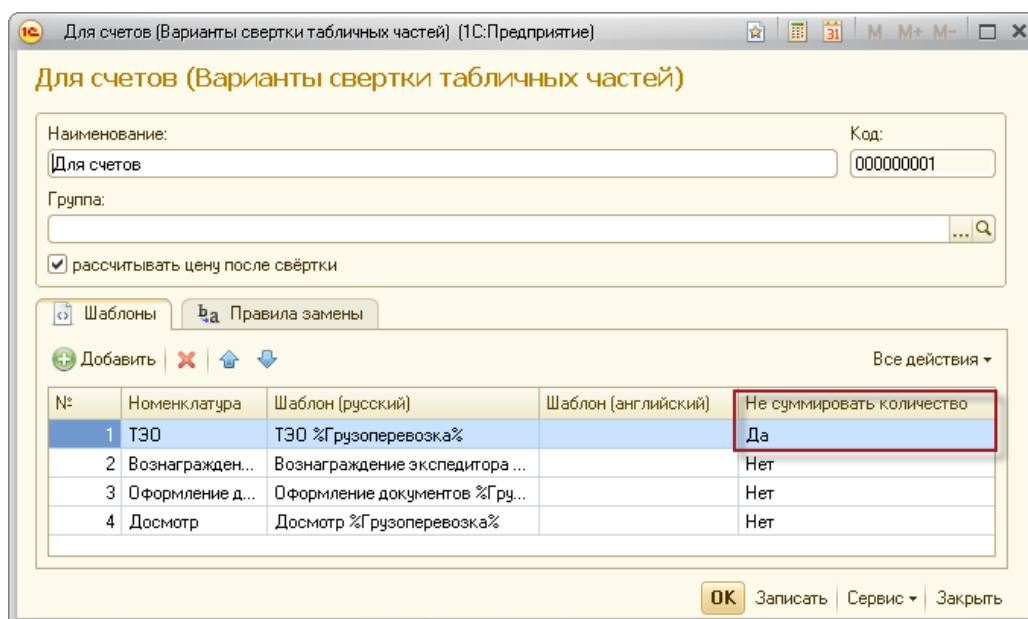 1С Для счетов (Варианты свертки табличных частей) (1С:Предприятие) 31 M M+ M-
Для счетов (Варианты свертки табличных частей)
Наименование: Код:
Для счетов 000000001
Группа:
...
рассчитывать цену после свёртки
Шаблоны Правила замены
Добавить Все действия
№ Номенклатура Шаблон (русский) Шаблон (английский) Не суммировать количество
1 ТЭО ТЭО %Грузоперевозка% Да
2 Вознагражден... Вознаграждение экспедитора ... Нет
3 Оформление д... Оформление документов %Гру... Нет
4 Досмотр Досмотр %Грузоперевозка% Нет
ОК Записать Сервис Закрыть